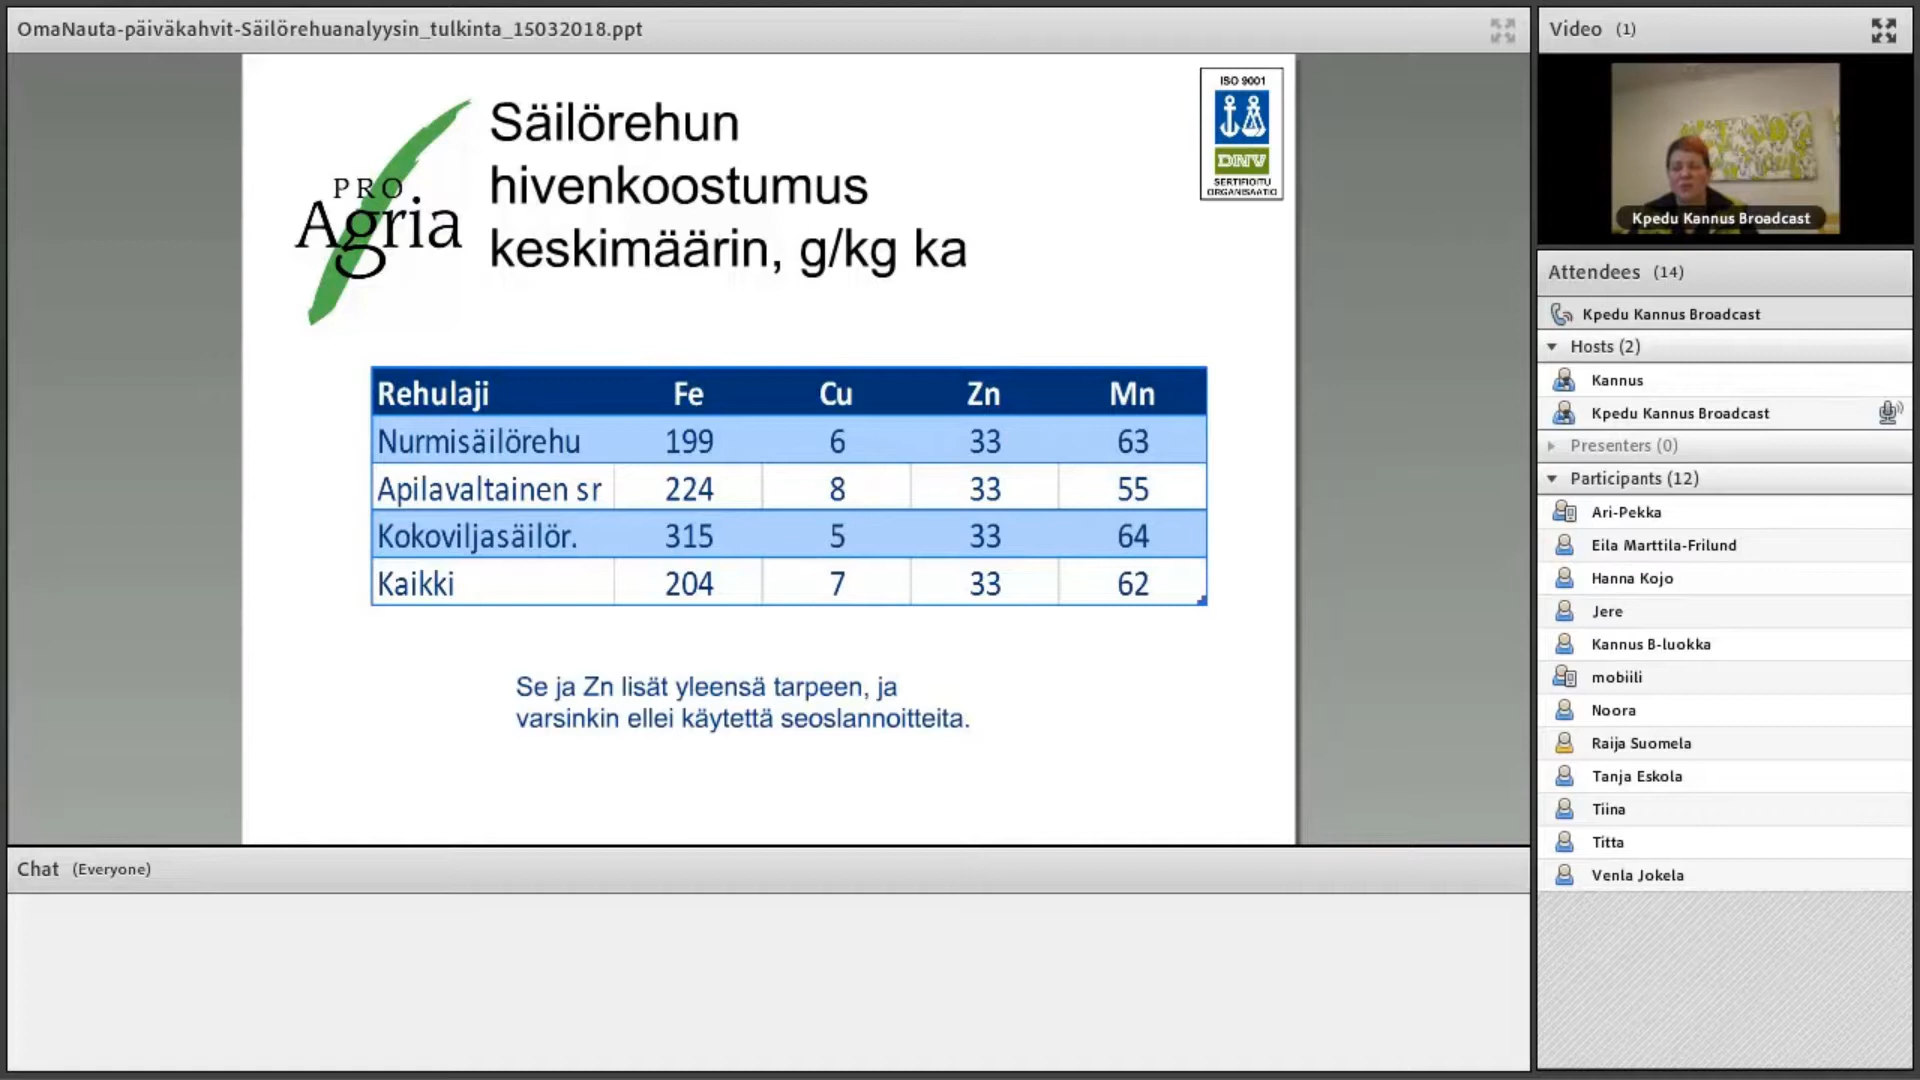 OmaNauta-päiväkahvit-Säilörehuanalyysin_tulkinta_15032018.ppt
PRO
Agria
Säilörehun
hivenkoostumus
keskimäärin, g/kg ka
ISO 9001
DNV
SERTIFIOITU
ORGANISAATIO
Rehulaji Fe Cu Zn Mn
Nurmisäilörehu 199 6 33 63
Apilavaltainen sr 224 8 33 55
Kokoviljasäilör. 315 5 33 64
Kaikki 204 7 33 62
Se ja Zn lisät yleensä tarpeen, ja
varsinkin ellei käytettä seoslannoitteita.
Chat (Everyone)
Video (1)
Kpedu Kannus Broadcast
Attendees (14)
Kpedu Kannus Broadcast
Hosts (2)
Kannus
Kpedu Kannus Broadcast
Presenters (0)
Participants (12)
Ari-Pekka
Eila Marttila-Frilund
Hanna Kojo
Jere
Kannus B-luokka
mobiili
Noora
Raija Suomela
Tanja Eskola
Tiina
Titta
Venla Jokela